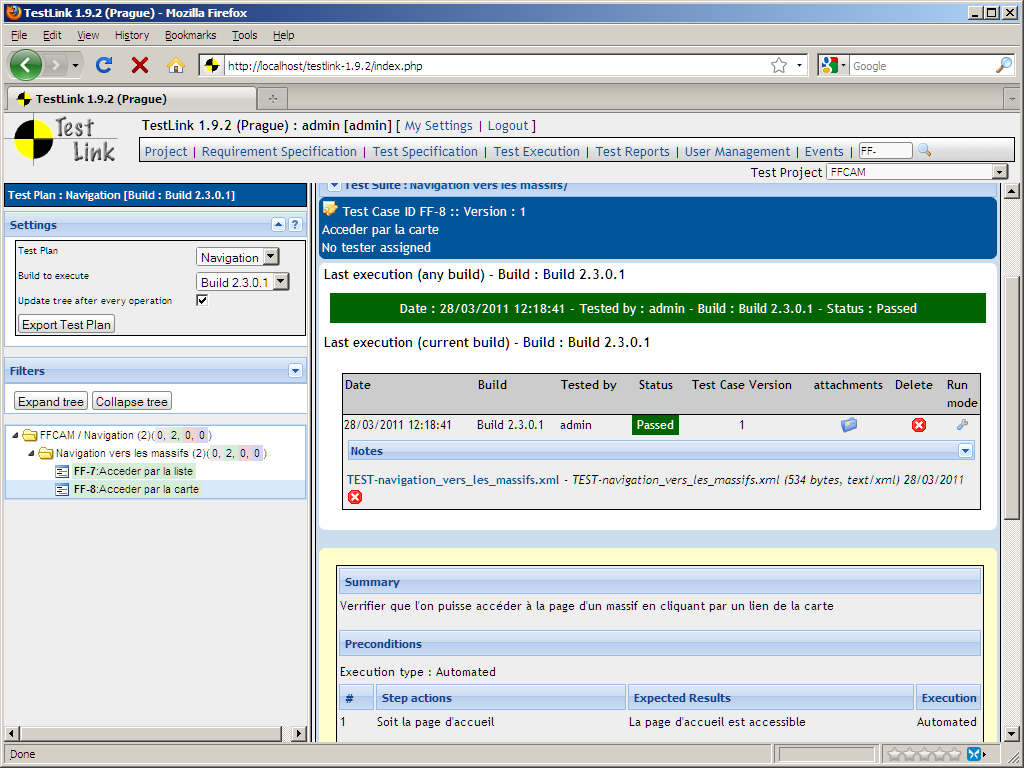 TestLink 1.9.2 (Prague) - Mozilla Firefox
File Edit View History Bookmarks Tools Help
http://localhost/testlink-1.9.2/index.php
Google
TestLink 1.9.2 (Prague)
Test Link
TestLink 1.9.2 (Prague) : admin [admin] [ My Settings | Logout ]
Project | Requirement Specification | Test Specification | Test Execution | Test Reports | User Management | Events | FF-
Test Project FFCAM
Test Plan : Navigation [Build : Build 2.3.0.1]
Settings
?
Test Plan Navigation
Build to execute Build 2.3.0.1
Update tree after every operation
Export Test Plan
Filters
Expand tree Collapse tree
FFCAM / Navigation (2)( 0, 2, 0, 0 )
Navigation vers les massifs (2)( 0, 2, 0, 0 )
FF-7:Acceder par la liste
FF-8:Acceder par la carte
Test Suite : Navigation vers les massifs/
Test Case ID FF-8 :: Version : 1
Acceder par la carte
No tester assigned
Last execution (any build) - Build : Build 2.3.0.1
Date : 28/03/2011 12:18:41 - Tested by : admin - Build : Build 2.3.0.1 - Status : Passed
Last execution (current build) - Build : Build 2.3.0.1
Date Build Tested by Status Test Case Version attachments Delete Run mode
28/03/2011 12:18:41 Build 2.3.0.1 admin Passed 1
Notes
TEST-navigation_vers_les_massifs.xml - TEST-navigation_vers_les_massifs.xml (534 bytes, text/xml) 28/03/2011
Summary
Verrifier que l'on puisse accéder à la page d'un massif en cliquant par un lien de la carte
Preconditions
Execution type : Automated
# Step actions Expected Results Execution
1 Soit la page d'accueil La page d'accueil est accessible Automated
Done